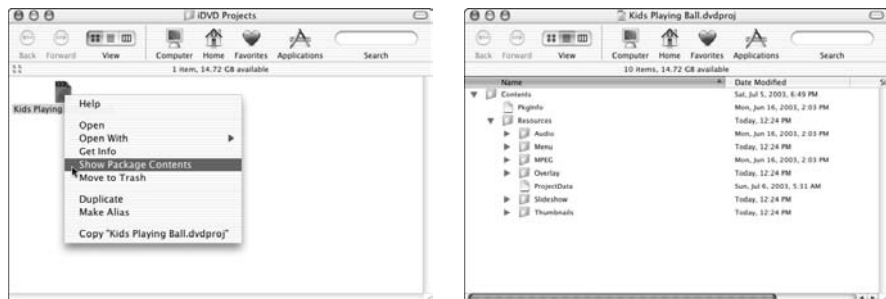 iDVD Projects
Back Forward View Computer Home Favorites Applications Search
1 item, 14.72 GB available
Kids Playing
Help
Open
Open With
Get Info
Show Package Contents
Move to Trash
Duplicate
Make Alias
Copy "Kids Playing Ball.dvdproj"
Kids Playing Ball.dvdproj
Back Forward View Computer Home Favorites Applications Search
10 items, 14.72 GB available
Name Date Modified
Contents Sat, Jul 5, 2003, 6:49 PM
PkgInfo Mon, Jun 16, 2003, 2:03 PM
Resources Today, 12:24 PM
Audio Mon, Jun 16, 2003, 2:03 PM
Menu Today, 12:24 PM
MPEG Mon, Jun 16, 2003, 2:03 PM
Overlay Today, 12:24 PM
ProjectData Sun, Jul 6, 2003, 5:31 AM
Slideshow Today, 12:24 PM
Thumbnails Today, 12:24 PM